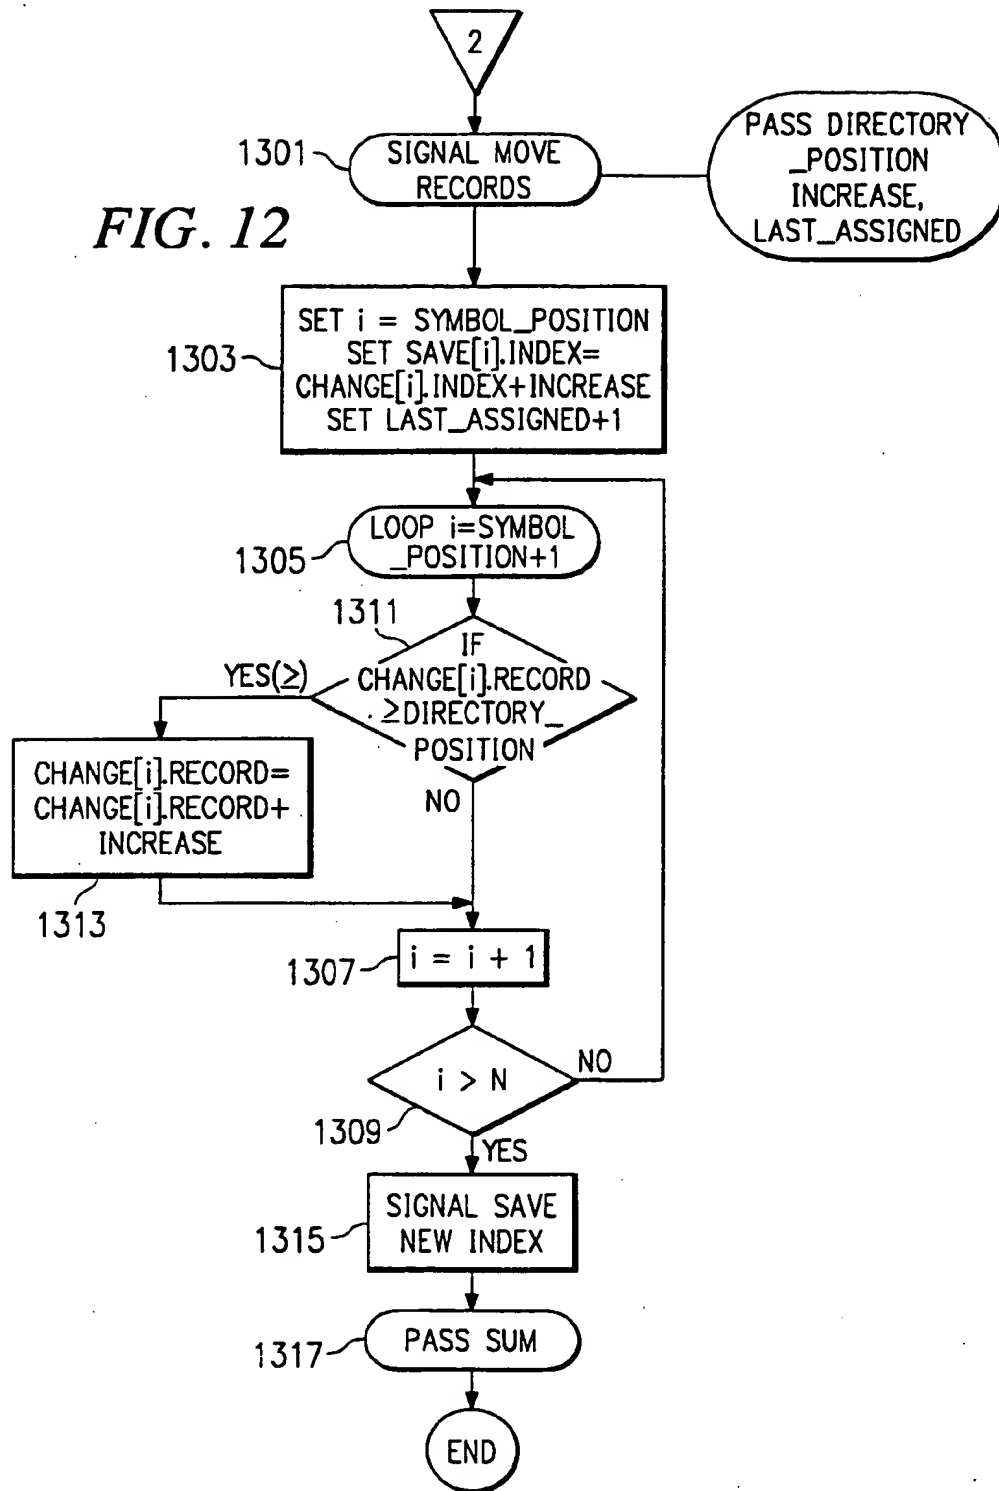 2
1301
SIGNAL MOVE
RECORDS
PASS DIRECTORY
_POSITION
INCREASE,
LAST_ASSIGNED
FIG. 12
1303
SET i = SYMBOL_POSITION
SET SAVE[i].INDEX=
CHANGE[i].INDEX+INCREASE
SET LAST_ASSIGNED+1
1305
LOOP i=SYMBOL
_POSITION+1
1311
IF
CHANGE[i].RECORD
≥DIRECTORY_
POSITION
YES(≥)
NO
CHANGE[i].RECORD=
CHANGE[i].RECORD+
INCREASE
1313
1307
i = i + 1
i > N
NO
1309
YES
1315
SIGNAL SAVE
NEW INDEX
1317
PASS SUM
END